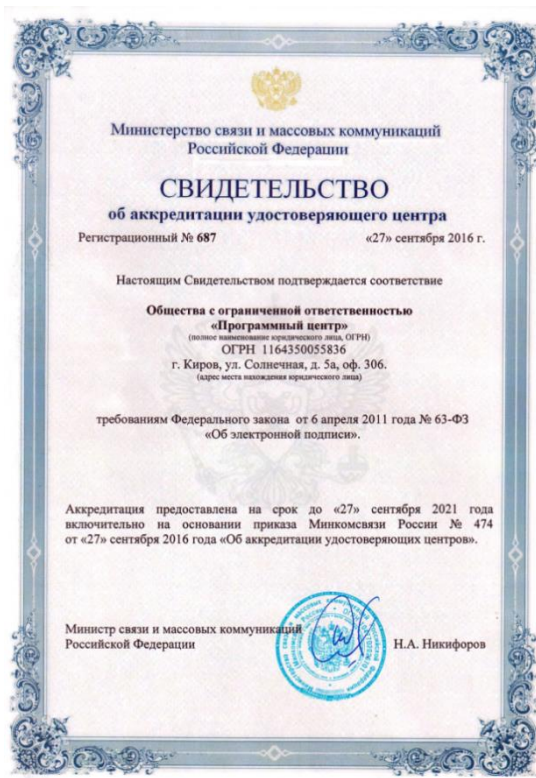 Министерство связи и массовых коммуникаций
Российской Федерации
СВИДЕТЕЛЬСТВО
об аккредитации удостоверяющего центра
Регистрационный № 687 «27» сентября 2016 г.
Настоящим Свидетельством подтверждается соответствие
Общества с ограниченной ответственностью
«Программный центр»
(полное наименование юридического лица, ОГРН)
ОГРН 1164350055836
г. Киров, ул. Солнечная, д. 5а, оф. 306.
(адрес места нахождения юридического лица)
требованиям Федерального закона от 6 апреля 2011 года № 63-ФЗ
«Об электронной подписи».
Аккредитация предоставлена на срок до «27» сентября 2021 года
включительно на основании приказа Минкомсвязи России № 474
от «27» сентября 2016 года «Об аккредитации удостоверяющих центров».
Министр связи и массовых коммуникаций
Российской Федерации Н.А. Никифоров